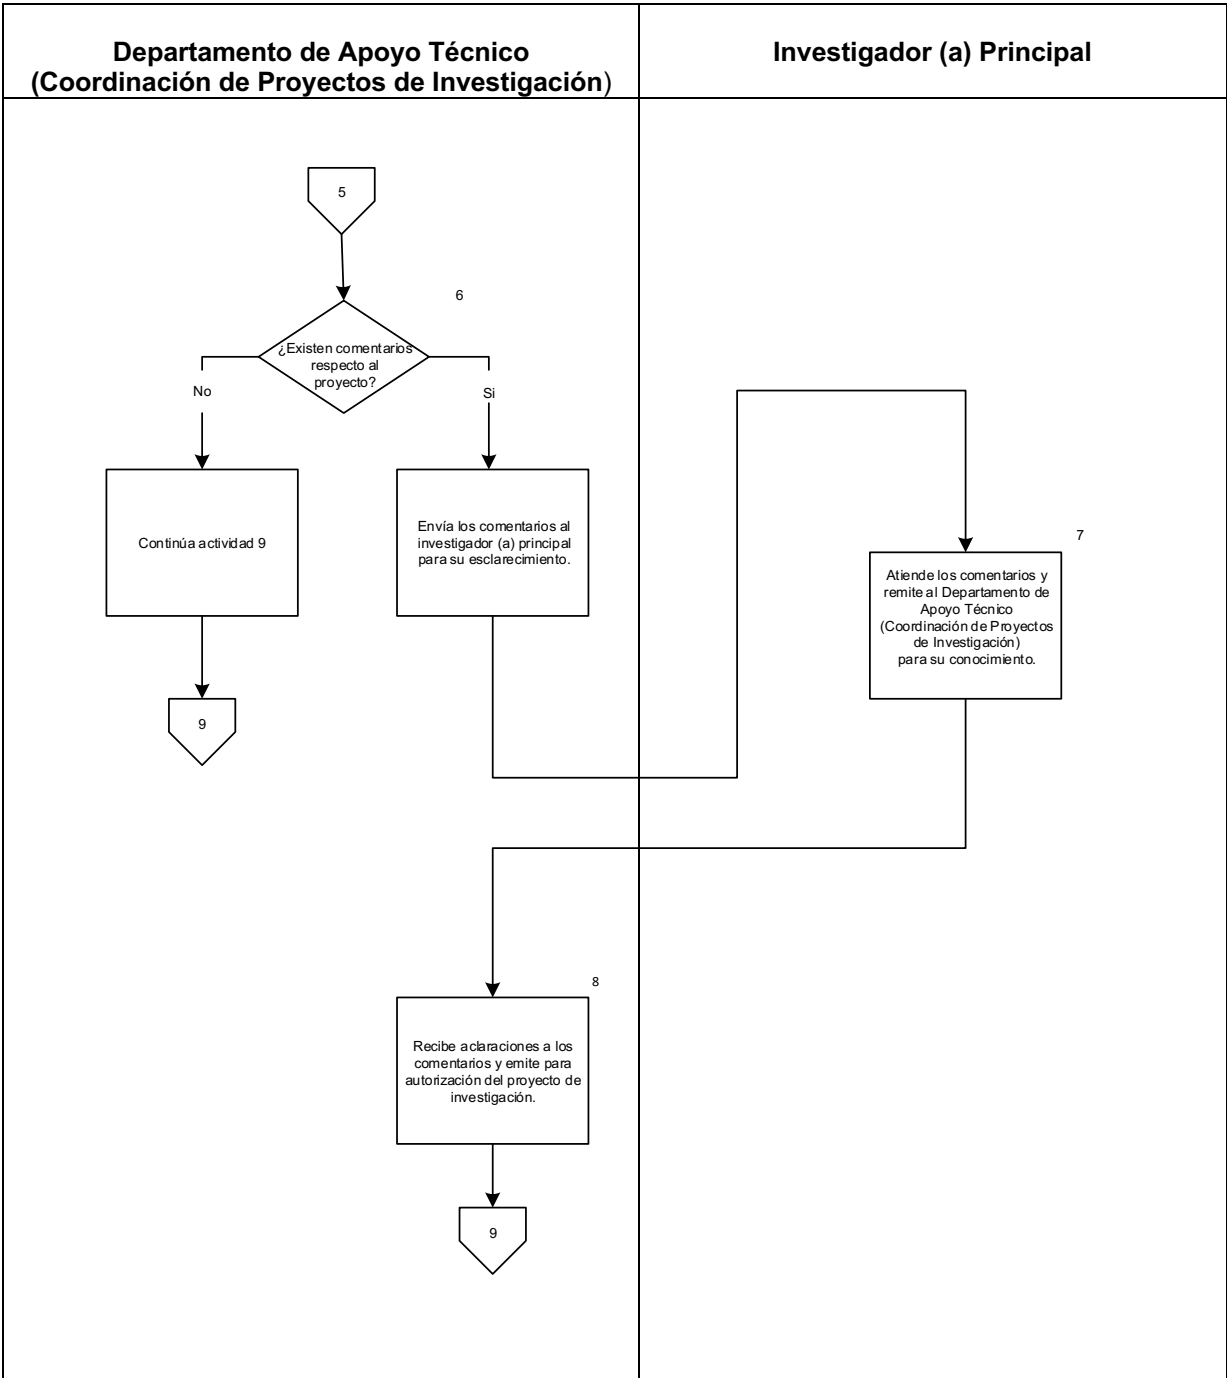 Departamento de Apoyo Técnico
(Coordinación de Proyectos de Investigación)
Investigador (a) Principal
5
6
¿Existen comentarios
respecto al
proyecto?
No
Si
Continúa actividad 9
Envía los comentarios al
investigador (a) principal
para su esclarecimiento.
7
Atiende los comentarios y
remite al Departamento de
Apoyo Técnico
(Coordinación de Proyectos
de Investigación)
para su conocimiento.
9
8
Recibe aclaraciones a los
comentarios y emite para
autorización del proyecto de
investigación.
9